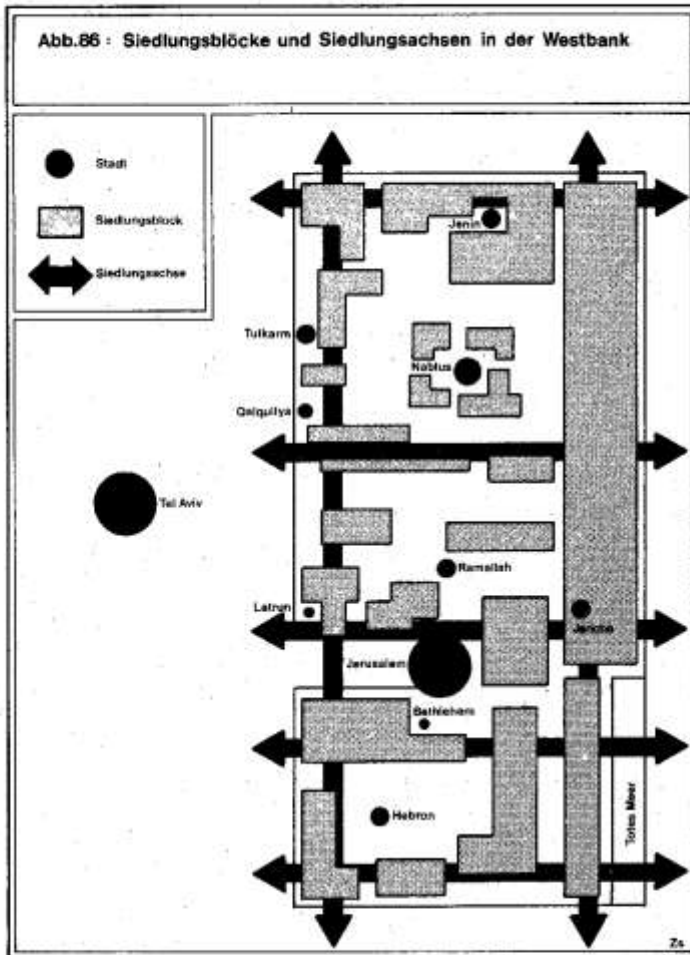 Abb.86 : Siedlungsblöcke und Siedlungsachsen in der Westbank
Stadt
Siedlungsblock
Siedlungsachse
Jenin
Tulkarm
Nablus
Qalquilya
Tel Aviv
Ramallah
Latrun
Jericho
Jerusalem
Bethlehem
Hebron
Totes Meer
Zs